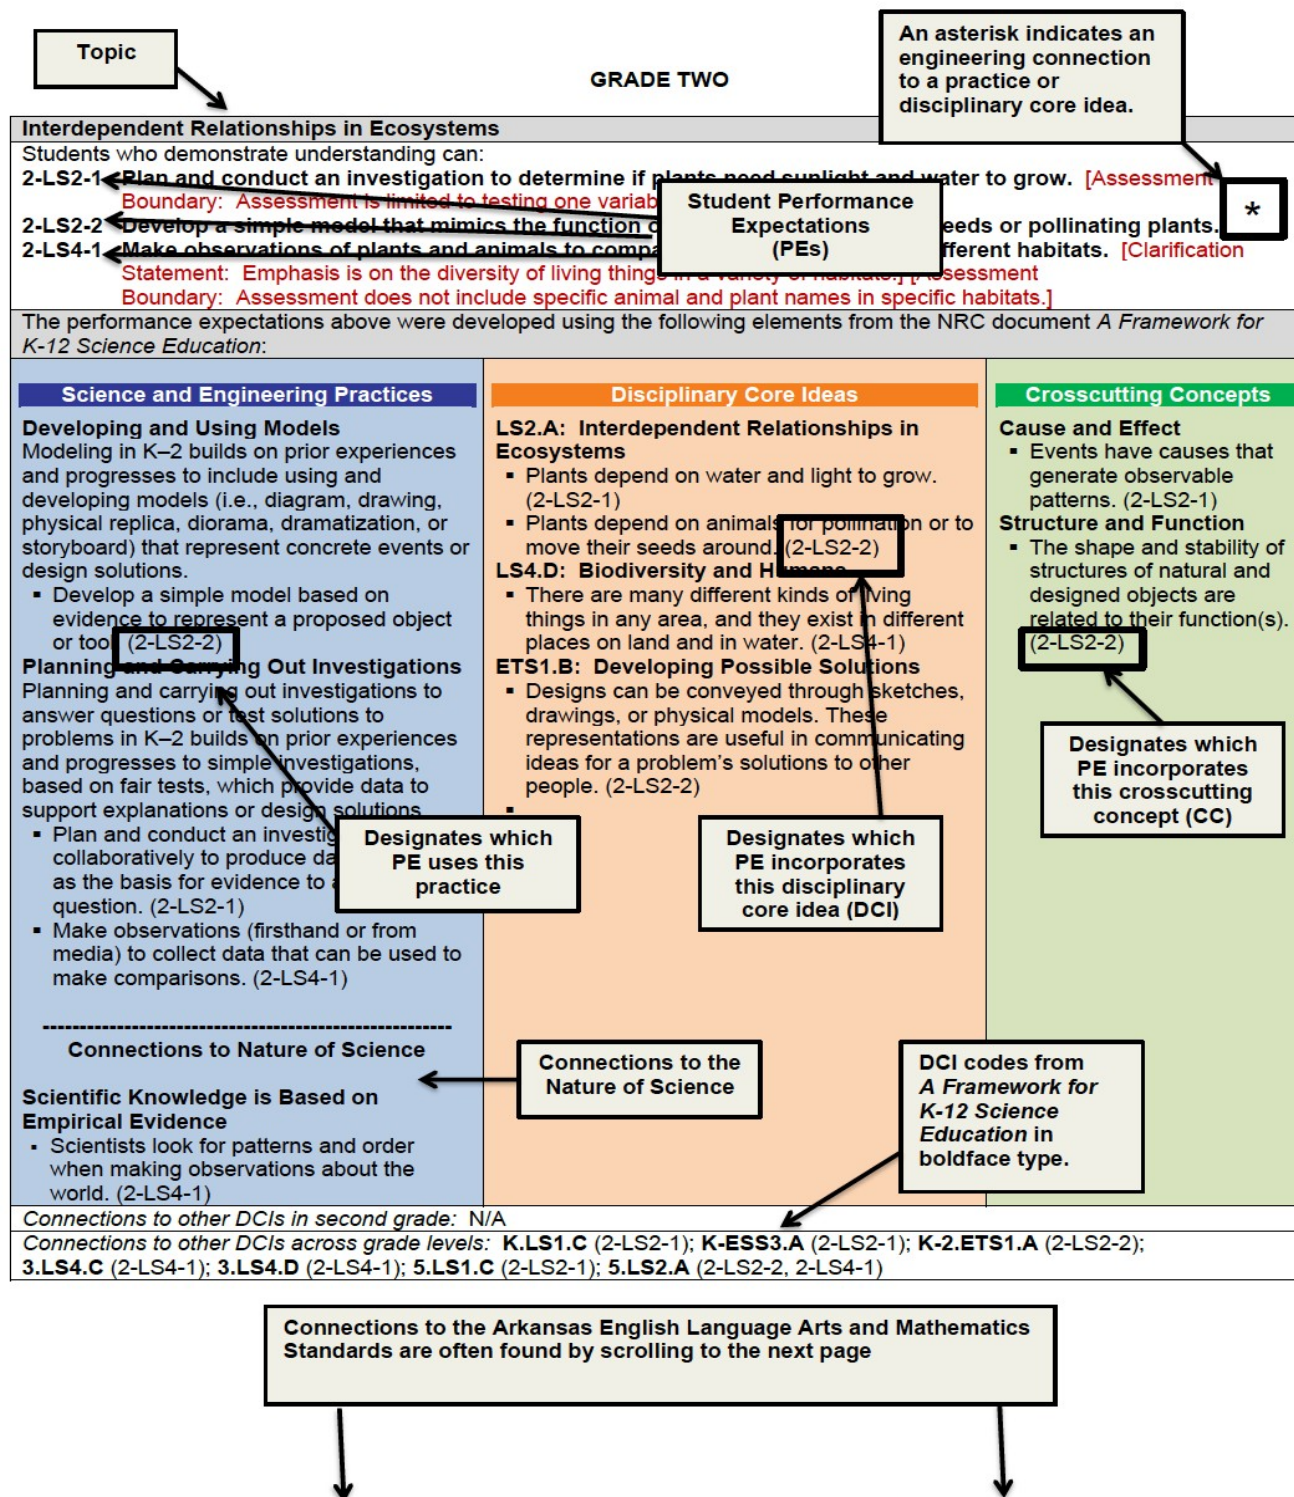 Topic
An asterisk indicates an
engineering connection
to a practice or
disciplinary core idea.
GRADE TWO
Interdependent Relationships in Ecosystems
Students who demonstrate understanding can:
2-LS2-1 Plan and conduct an investigation to determine if plants need sunlight and water to grow. [Assessment
Boundary: Assessment is limited to testing one
2-LS2-2 Develop a simple model that mimics the function seeds or pollinating plants.
*
2-LS4-1 Make observations of plants and animals to different habitats. [Clarification
Statement: Emphasis is on the diversity of living things in a variety of habitats.] [Assessment
Boundary: Assessment does not include specific animal and plant names in specific habitats.]
Student Performance
Expectations
(PEs)
The performance expectations above were developed using the following elements from the NRC document A Framework for
K-12 Science Education:
Science and Engineering Practices
Developing and Using Models
Modeling in K–2 builds on prior experiences
and progresses to include using and
developing models (i.e., diagram, drawing,
physical replica, diorama, dramatization, or
storyboard) that represent concrete events or
design solutions.
▪ Develop a simple model based on
evidence to represent a proposed object
or tool (2-LS2-2)
Planning and Carrying Out Investigations
Planning and carrying out investigations to
answer questions or test solutions to
problems in K–2 builds on prior experiences
and progresses to simple investigations,
based on fair tests, which provide data to
support explanations or design solutions
▪ Plan and conduct an
collaboratively to produce
as the basis for evidence to
question. (2-LS2-1)
▪ Make observations (firsthand or from
media) to collect data that can be used to
make comparisons. (2-LS4-1)
Designates which
PE uses this
practice
Connections to Nature of Science
Scientific Knowledge is Based on
Empirical Evidence
▪ Scientists look for patterns and order
when making observations about the
world. (2-LS4-1)
Disciplinary Core Ideas
LS2.A: Interdependent Relationships in
Ecosystems
▪ Plants depend on water and light to grow.
(2-LS2-1)
▪ Plants depend on animals for pollination or to
move their seeds around. (2-LS2-2)
LS4.D: Biodiversity and Humans
▪ There are many different kinds of living
things in any area, and they exist in different
places on land and in water. (2-LS4-1)
ETS1.B: Developing Possible Solutions
▪ Designs can be conveyed through sketches,
drawings, or physical models. These
representations are useful in communicating
ideas for a problem's solutions to other
people. (2-LS2-2)
Designates which
PE incorporates
this disciplinary
core idea (DCI)
Connections to the
Nature of Science
Crosscutting Concepts
Cause and Effect
▪ Events have causes that
generate observable
patterns. (2-LS2-1)
Structure and Function
▪ The shape and stability of
structures of natural and
designed objects are
related to their function(s).
(2-LS2-2)
Designates which
PE incorporates
this crosscutting
concept (CC)
DCI codes from
A Framework for
K-12 Science
Education in
boldface type.
Connections to other DCIs in second grade: N/A
Connections to other DCIs across grade levels: K.LS1.C (2-LS2-1); K-ESS3.A (2-LS2-1); K-2.ETS1.A (2-LS2-2);
3.LS4.C (2-LS4-1); 3.LS4.D (2-LS4-1); 5.LS1.C (2-LS2-1); 5.LS2.A (2-LS2-2, 2-LS4-1)
Connections to the Arkansas English Language Arts and Mathematics
Standards are often found by scrolling to the next page